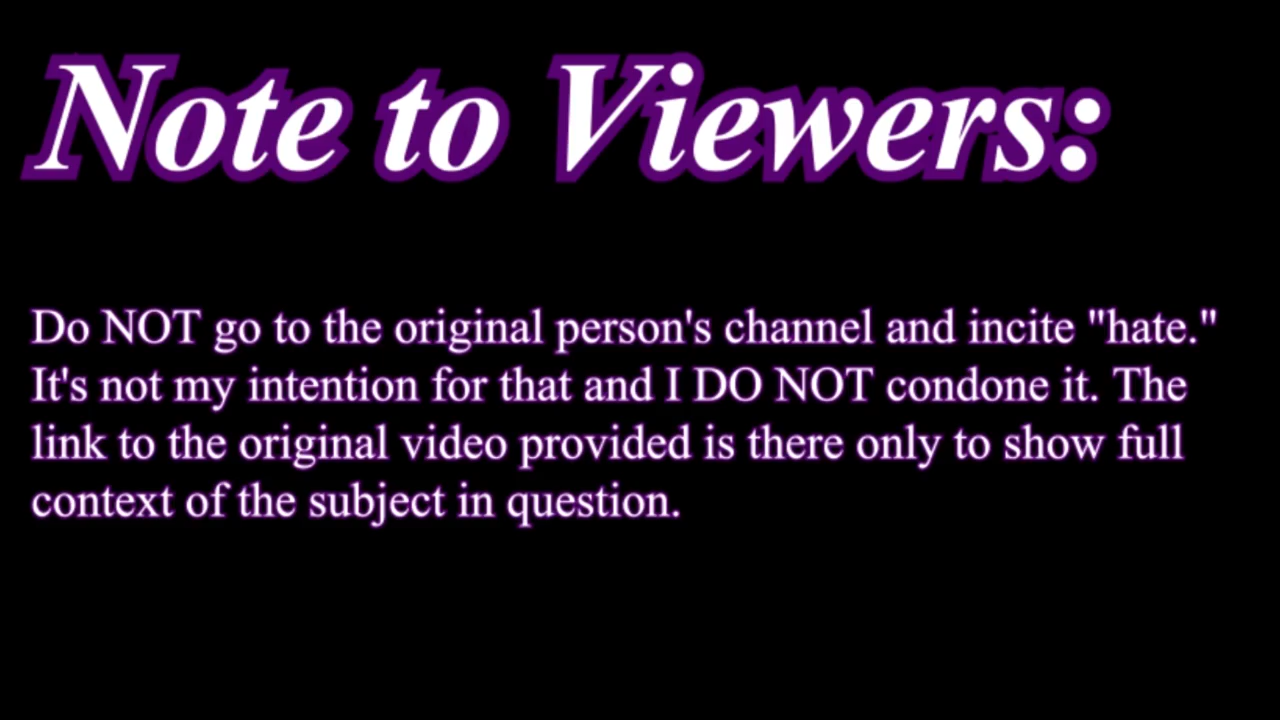 Note to Viewers:
Do NOT go to the original person's channel and incite "hate."
It's not my intention for that and I DO NOT condone it. The
link to the original video provided is there only to show full
context of the subject in question.